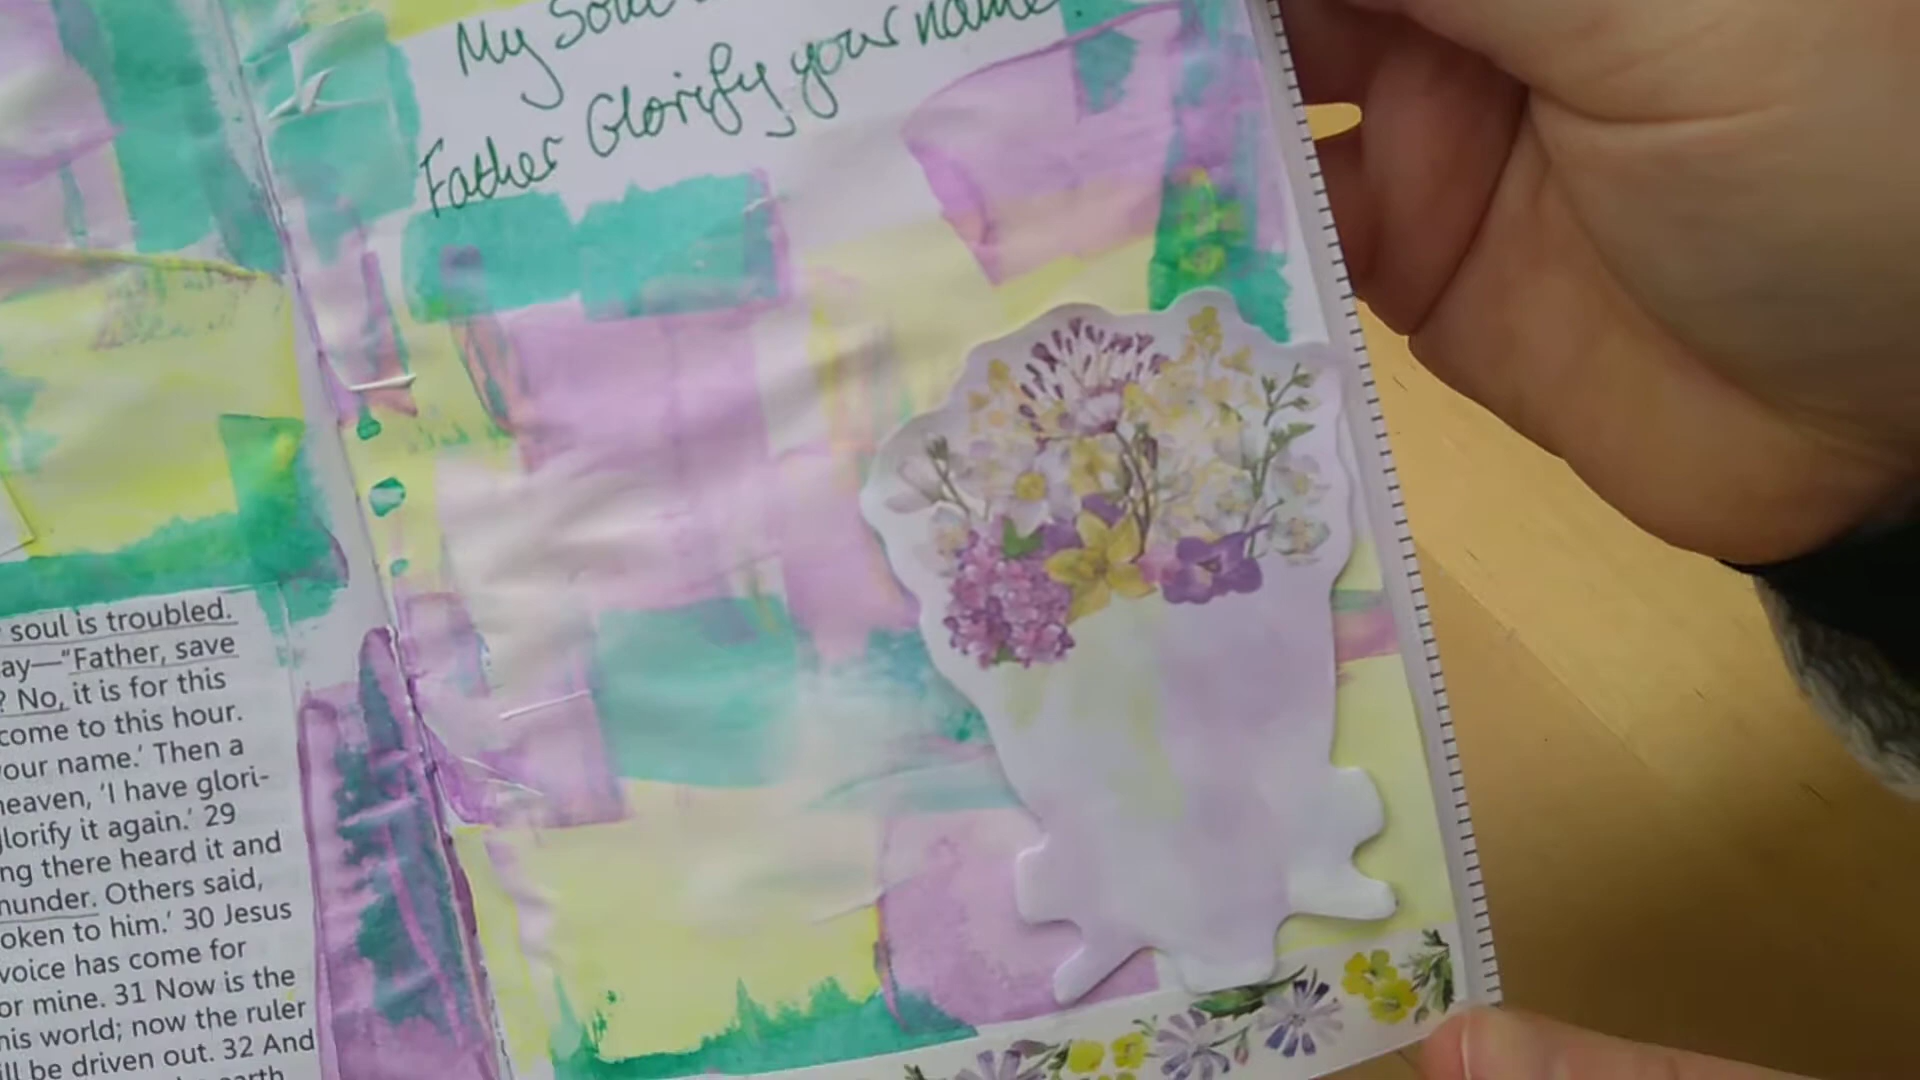 My Soul
Father Glorify your name.
soul is troubled.
ay—"Father, save
? No, it is for this
come to this hour.
our name.' Then a
heaven, 'I have glori-
glorify it again.' 29
ng there heard it and
hunder. Others said,
oken to him.' 30 Jesus
voice has come for
or mine. 31 Now is the
his world; now the ruler
ll be driven out. 32 And
earth